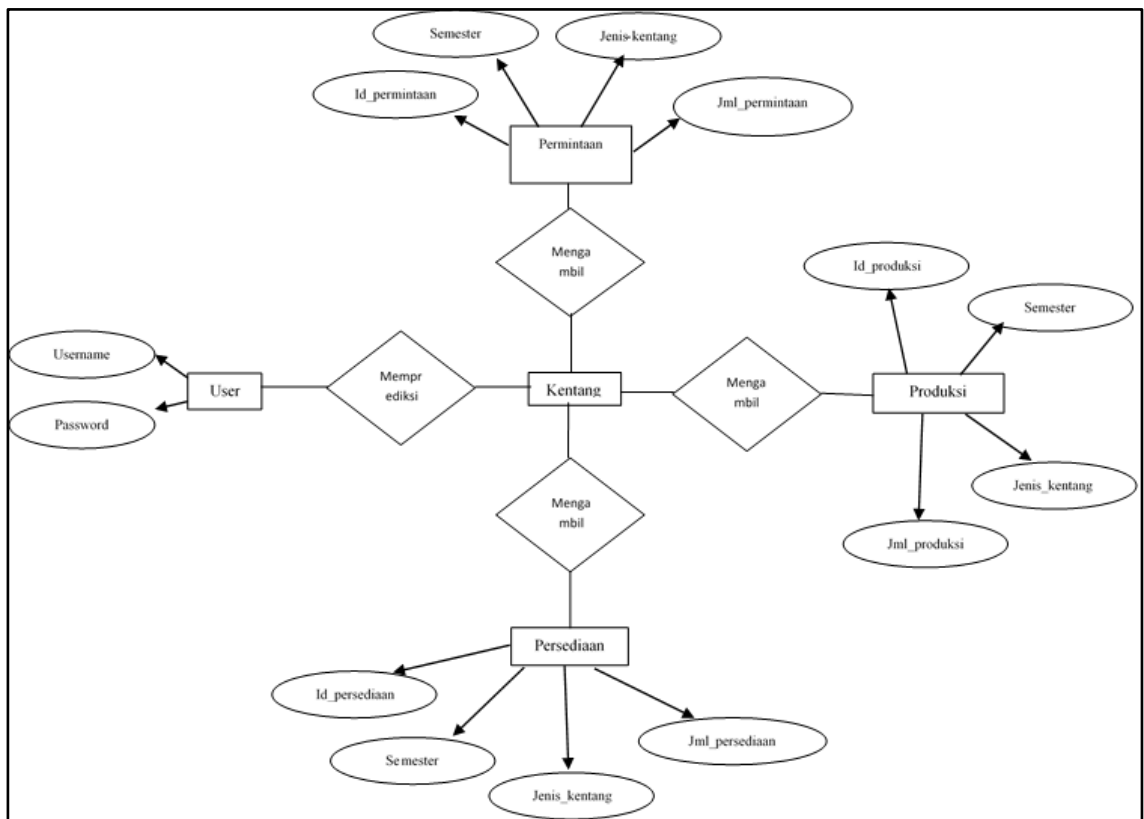 Semester
Jenis-kentang
Id_permintaan
Jml_permintaan
Permintaan
Menga
mbil
Id_produksi
Semester
Username
User
Password
Mempr
ediksi
Kentang
Menga
mbil
Produksi
Jenis_kentang
Jml_produksi
Menga
mbil
Persediaan
Id_persediaan
Semester
Jenis_kentang
Jml_persediaan